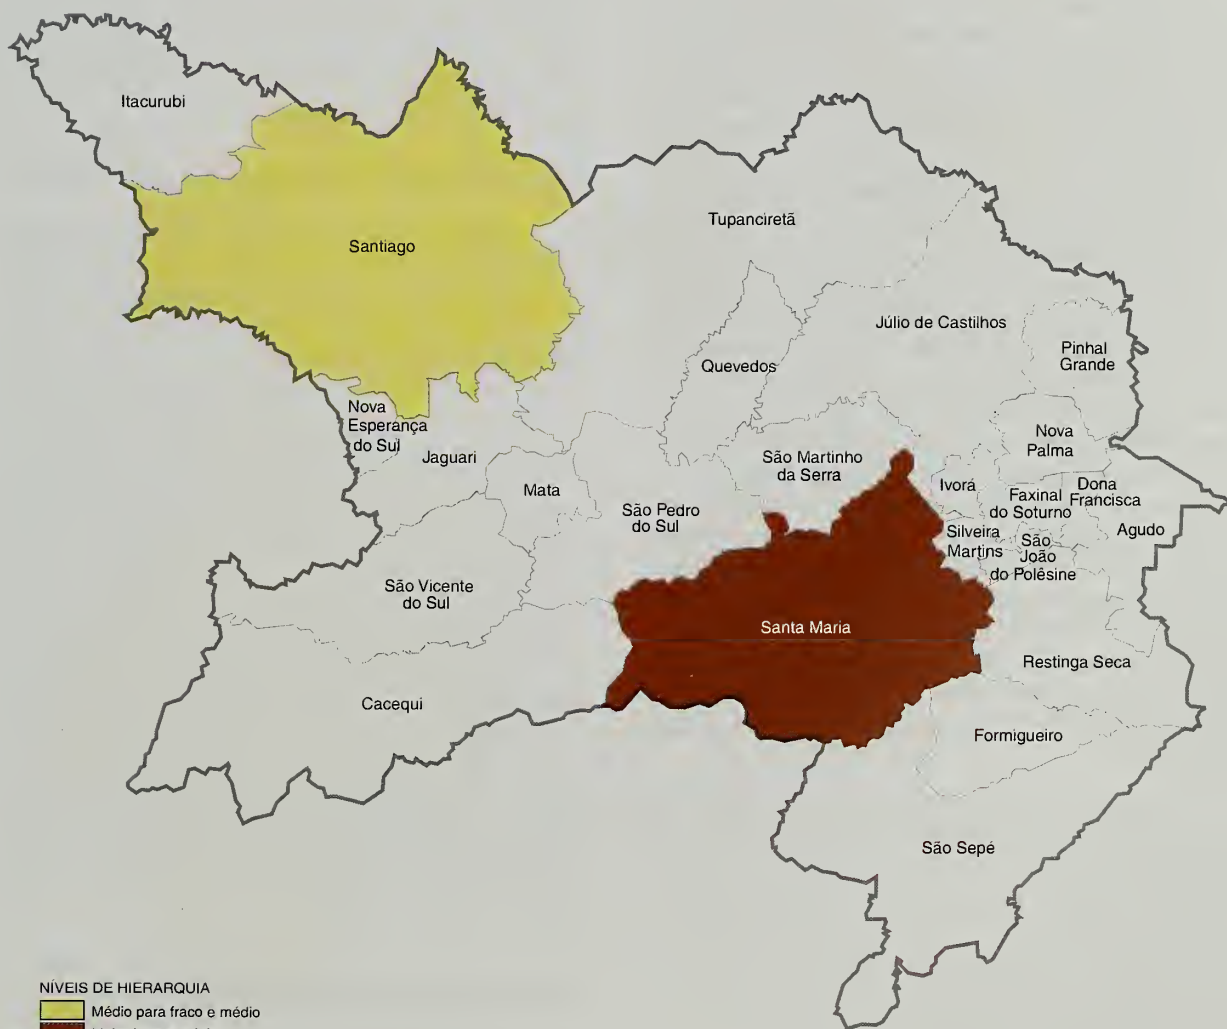 Itacurubi
Santiago
Tupanciretã
Júlio de Castilhos
Pinhal
Grande
Quevedos
Nova
Esperança
do Sul
Jaguari
Mata
São Pedro
do Sul
São Martinho
da Serra
Nova
Palma
Ivorá
Faxinal
do Soturno
Dona
Francisca
Agudo
Silveira
Martins
São
João
do Polêsine
São Vicente
do Sul
Santa Maria
Restinga Seca
Cacequi
Formigueiro
São Sepé
NÍVEIS DE HIERARQUIA
Médio para fraco e médio